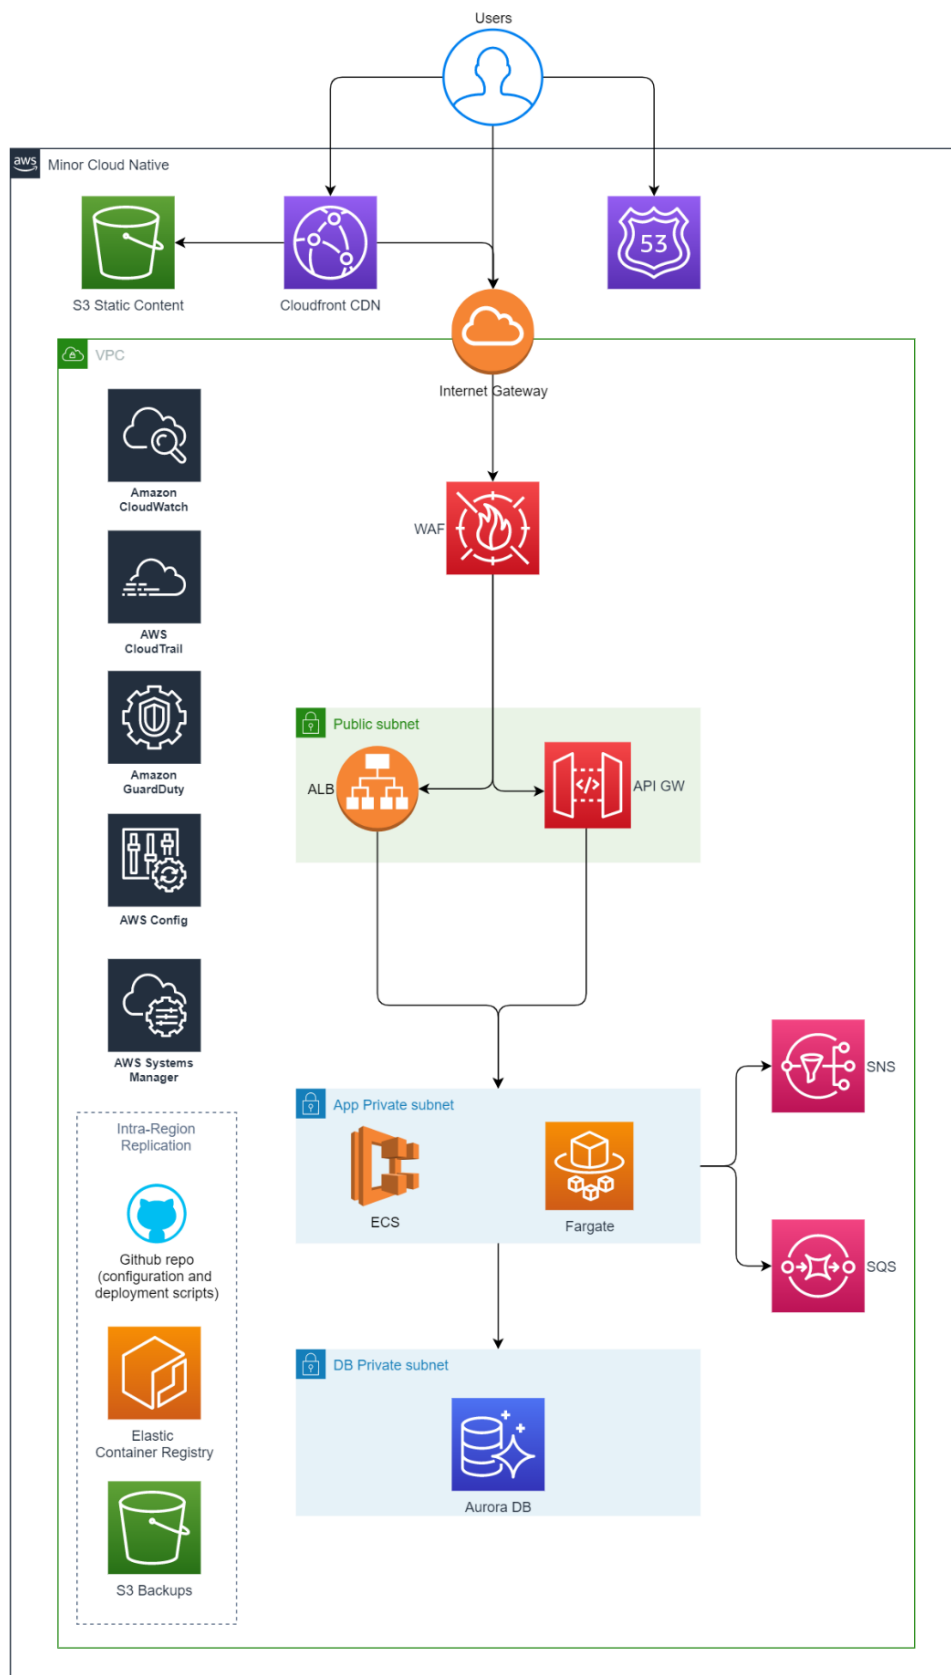 Users
aws
Minor Cloud Native
53
S3 Static Content
Cloudfront CDN
Internet Gateway
VPC
Amazon
CloudWatch
WAF
AWS
CloudTrail
Amazon
GuardDuty
Public subnet
ALB
</>
API GW
AWS Config
AWS Systems
Manager
SNS
App Private subnet
ECS
Fargate
SQS
Intra-Region
Replication
Github repo
(configuration and
deployment scripts)
Elastic
Container Registry
S3 Backups
DB Private subnet
Aurora DB